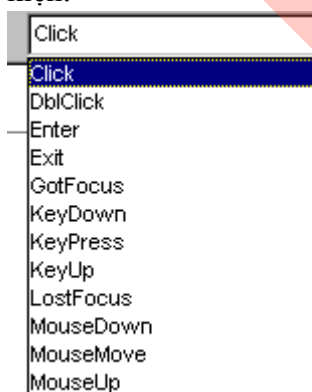 Click
Click
DblClick
Enter
Exit
GotFocus
KeyDown
KeyPress
KeyUp
LostFocus
MouseDown
MouseMove
MouseUp